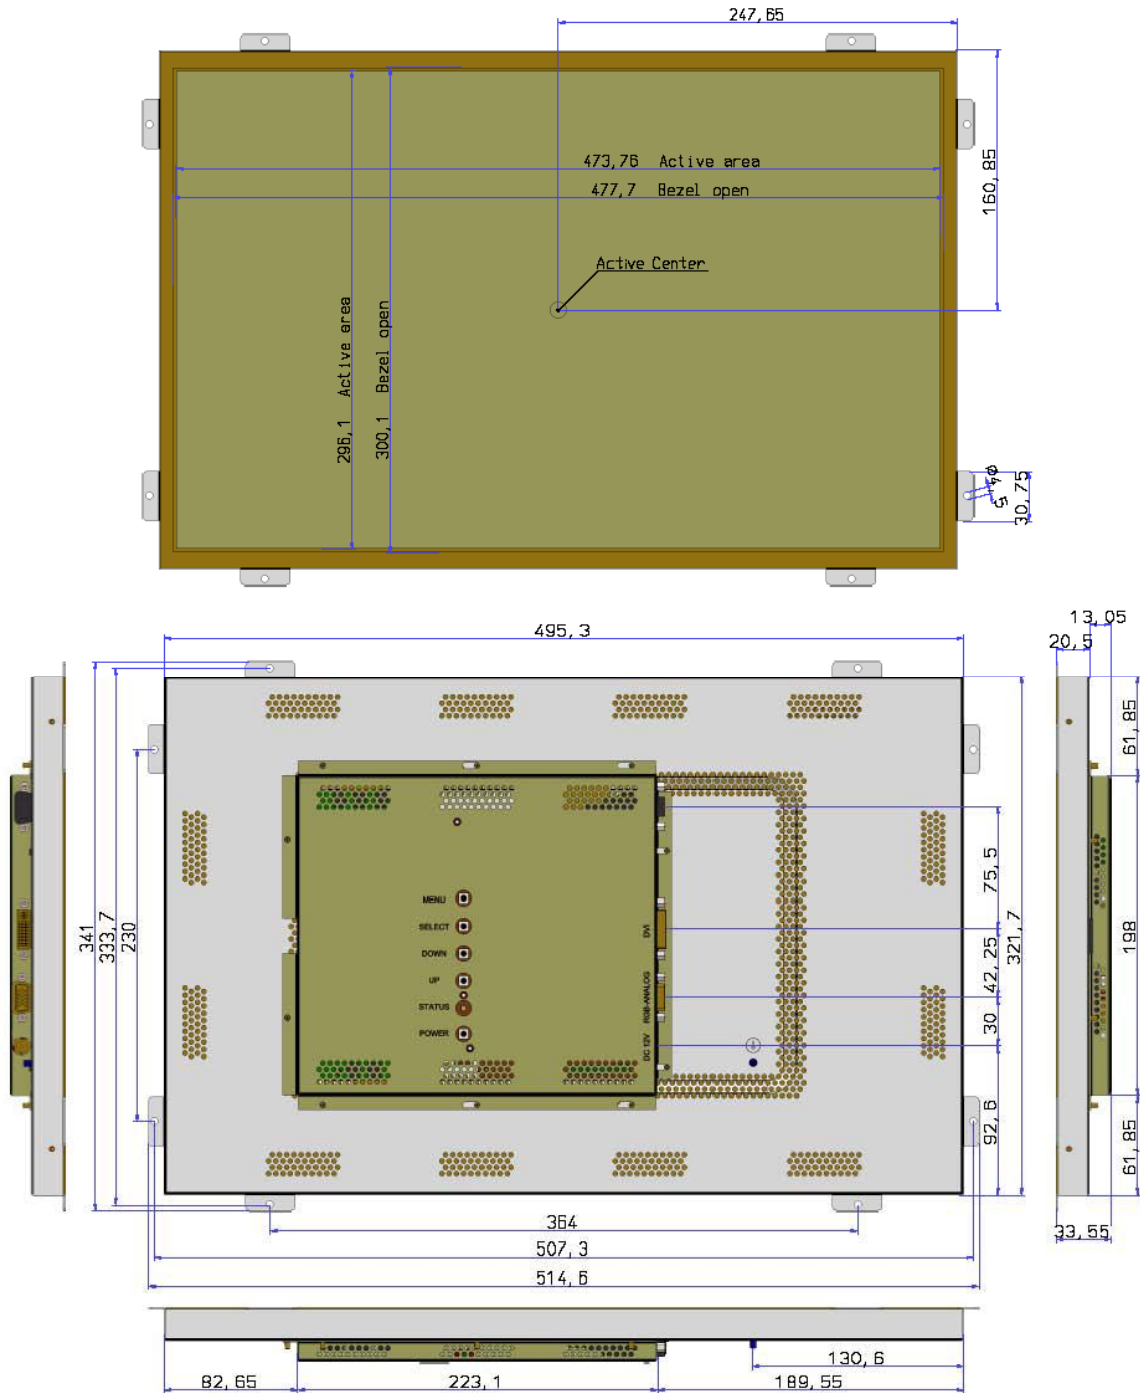 247,65
160,85
473,76 Active area
477,7 Bezel open
Active Center
296,1 Active area
300,1 Bezel open
Ø4,5
30,75
495,3
13,05
20,5
61,85
341
333,7
230
MENU
SELECT
DOWN
UP
STATUS
POWER
DVI
RGB-ANALOG
DC 12V
75,5
42,25
30
92,6
321,7
198
61,85
33,55
364
507,3
514,6
130,6
82,65
223,1
189,55